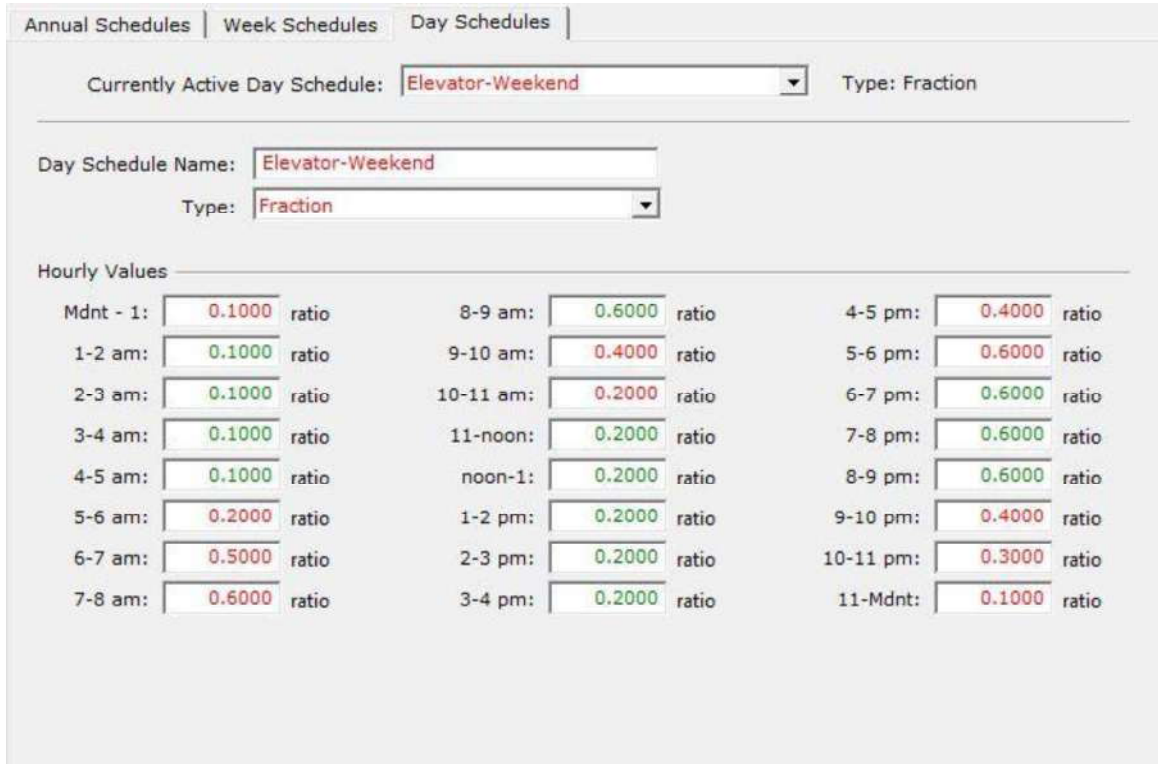 Annual Schedules Week Schedules Day Schedules
Currently Active Day Schedule: Elevator-Weekend Type: Fraction
Day Schedule Name: Elevator-Weekend
Type: Fraction
Hourly Values
Mdnt - 1: 0.1000 ratio 8-9 am: 0.6000 ratio 4-5 pm: 0.4000 ratio
1-2 am: 0.1000 ratio 9-10 am: 0.4000 ratio 5-6 pm: 0.6000 ratio
2-3 am: 0.1000 ratio 10-11 am: 0.2000 ratio 6-7 pm: 0.6000 ratio
3-4 am: 0.1000 ratio 11-noon: 0.2000 ratio 7-8 pm: 0.6000 ratio
4-5 am: 0.1000 ratio noon-1: 0.2000 ratio 8-9 pm: 0.6000 ratio
5-6 am: 0.2000 ratio 1-2 pm: 0.2000 ratio 9-10 pm: 0.4000 ratio
6-7 am: 0.5000 ratio 2-3 pm: 0.2000 ratio 10-11 pm: 0.3000 ratio
7-8 am: 0.6000 ratio 3-4 pm: 0.2000 ratio 11-Mdnt: 0.1000 ratio